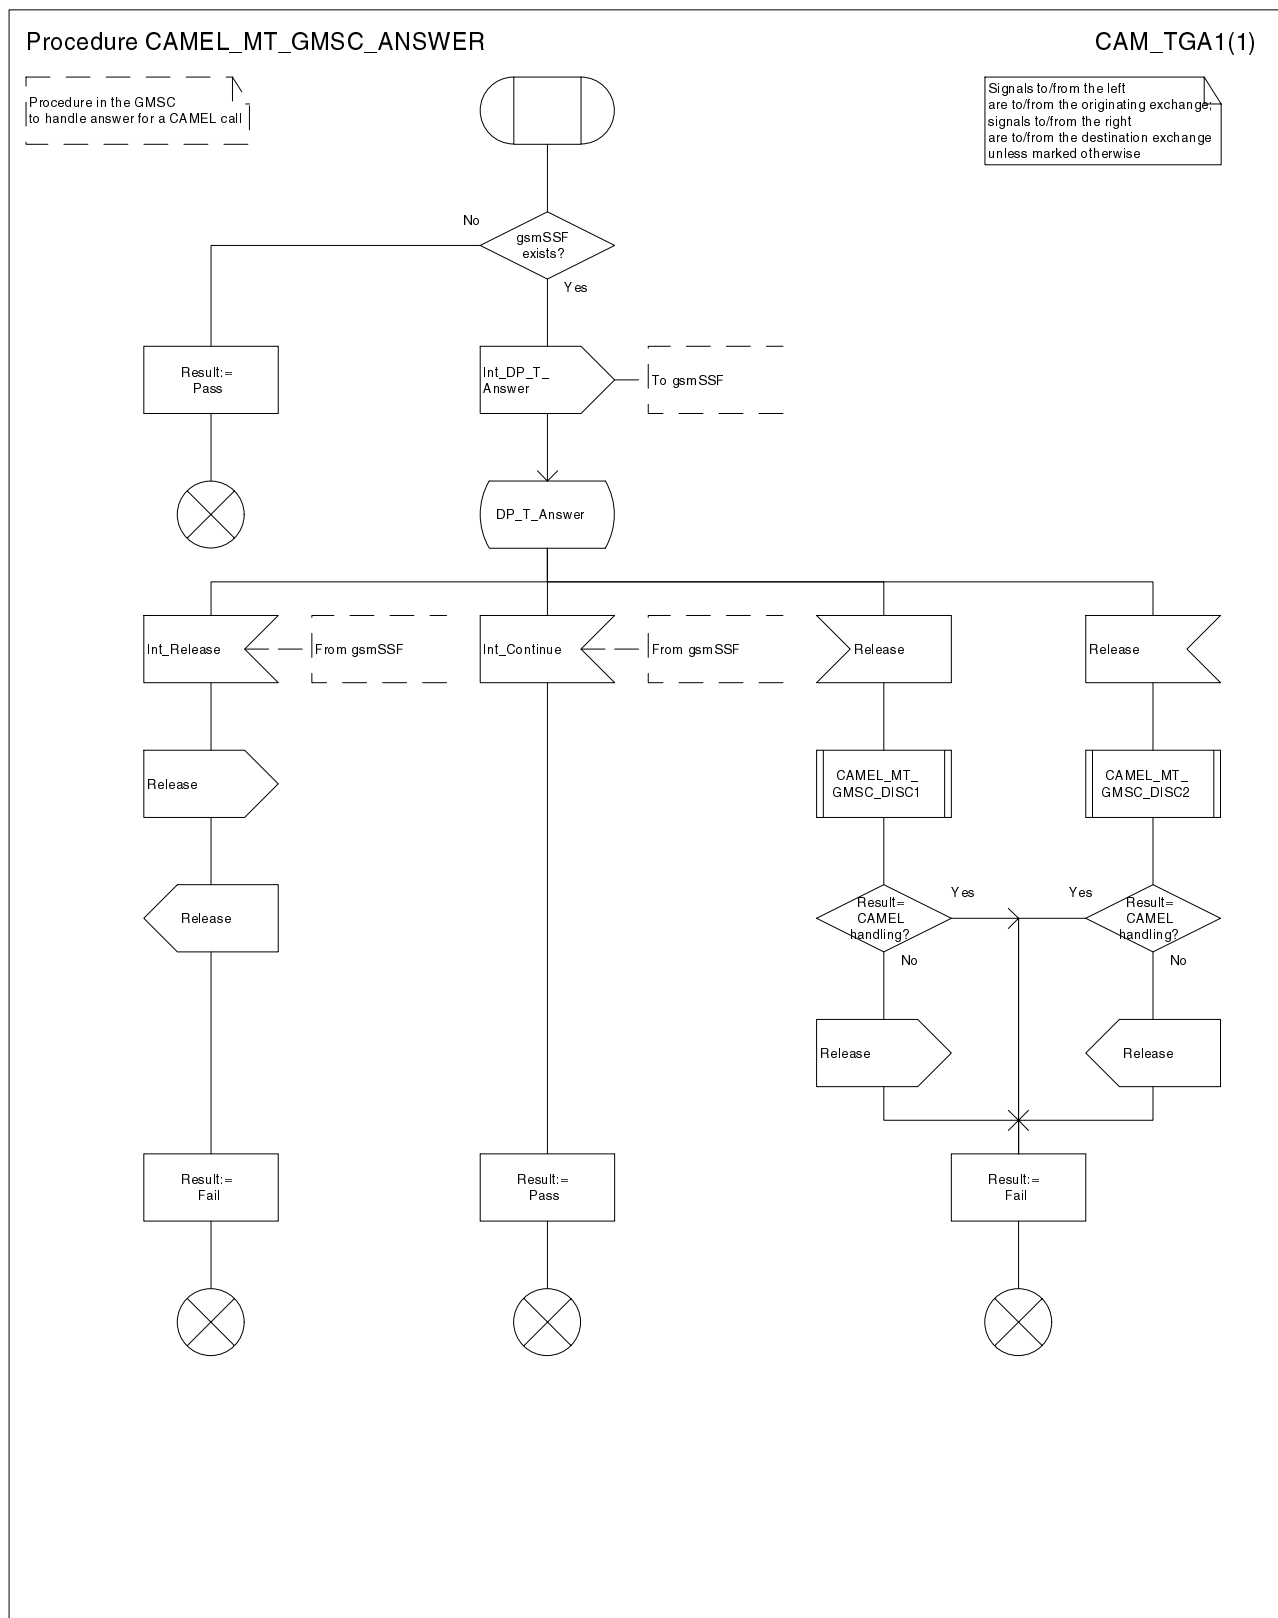 Procedure CAMEL_MT_GMSC_ANSWER
CAM_TGA1(1)
Procedure in the GMSC
to handle answer for a CAMEL call
Signals to/from the left
are to/from the originating exchange;
signals to/from the right
are to/from the destination exchange
unless marked otherwise
No
gsmSSF
exists?
Yes
Result:=
Pass
Int_DP_T_
Answer
To gsmSSF
DP_T_Answer
Int_Release
From gsmSSF
Int_Continue
From gsmSSF
Release
Release
Release
CAMEL_MT_
GMSC_DISC1
CAMEL_MT_
GMSC_DISC2
Release
Result=
CAMEL
handling?
Yes
No
Yes
Result=
CAMEL
handling?
No
Release
Release
Result:=
Fail
Result:=
Pass
Result:=
Fail